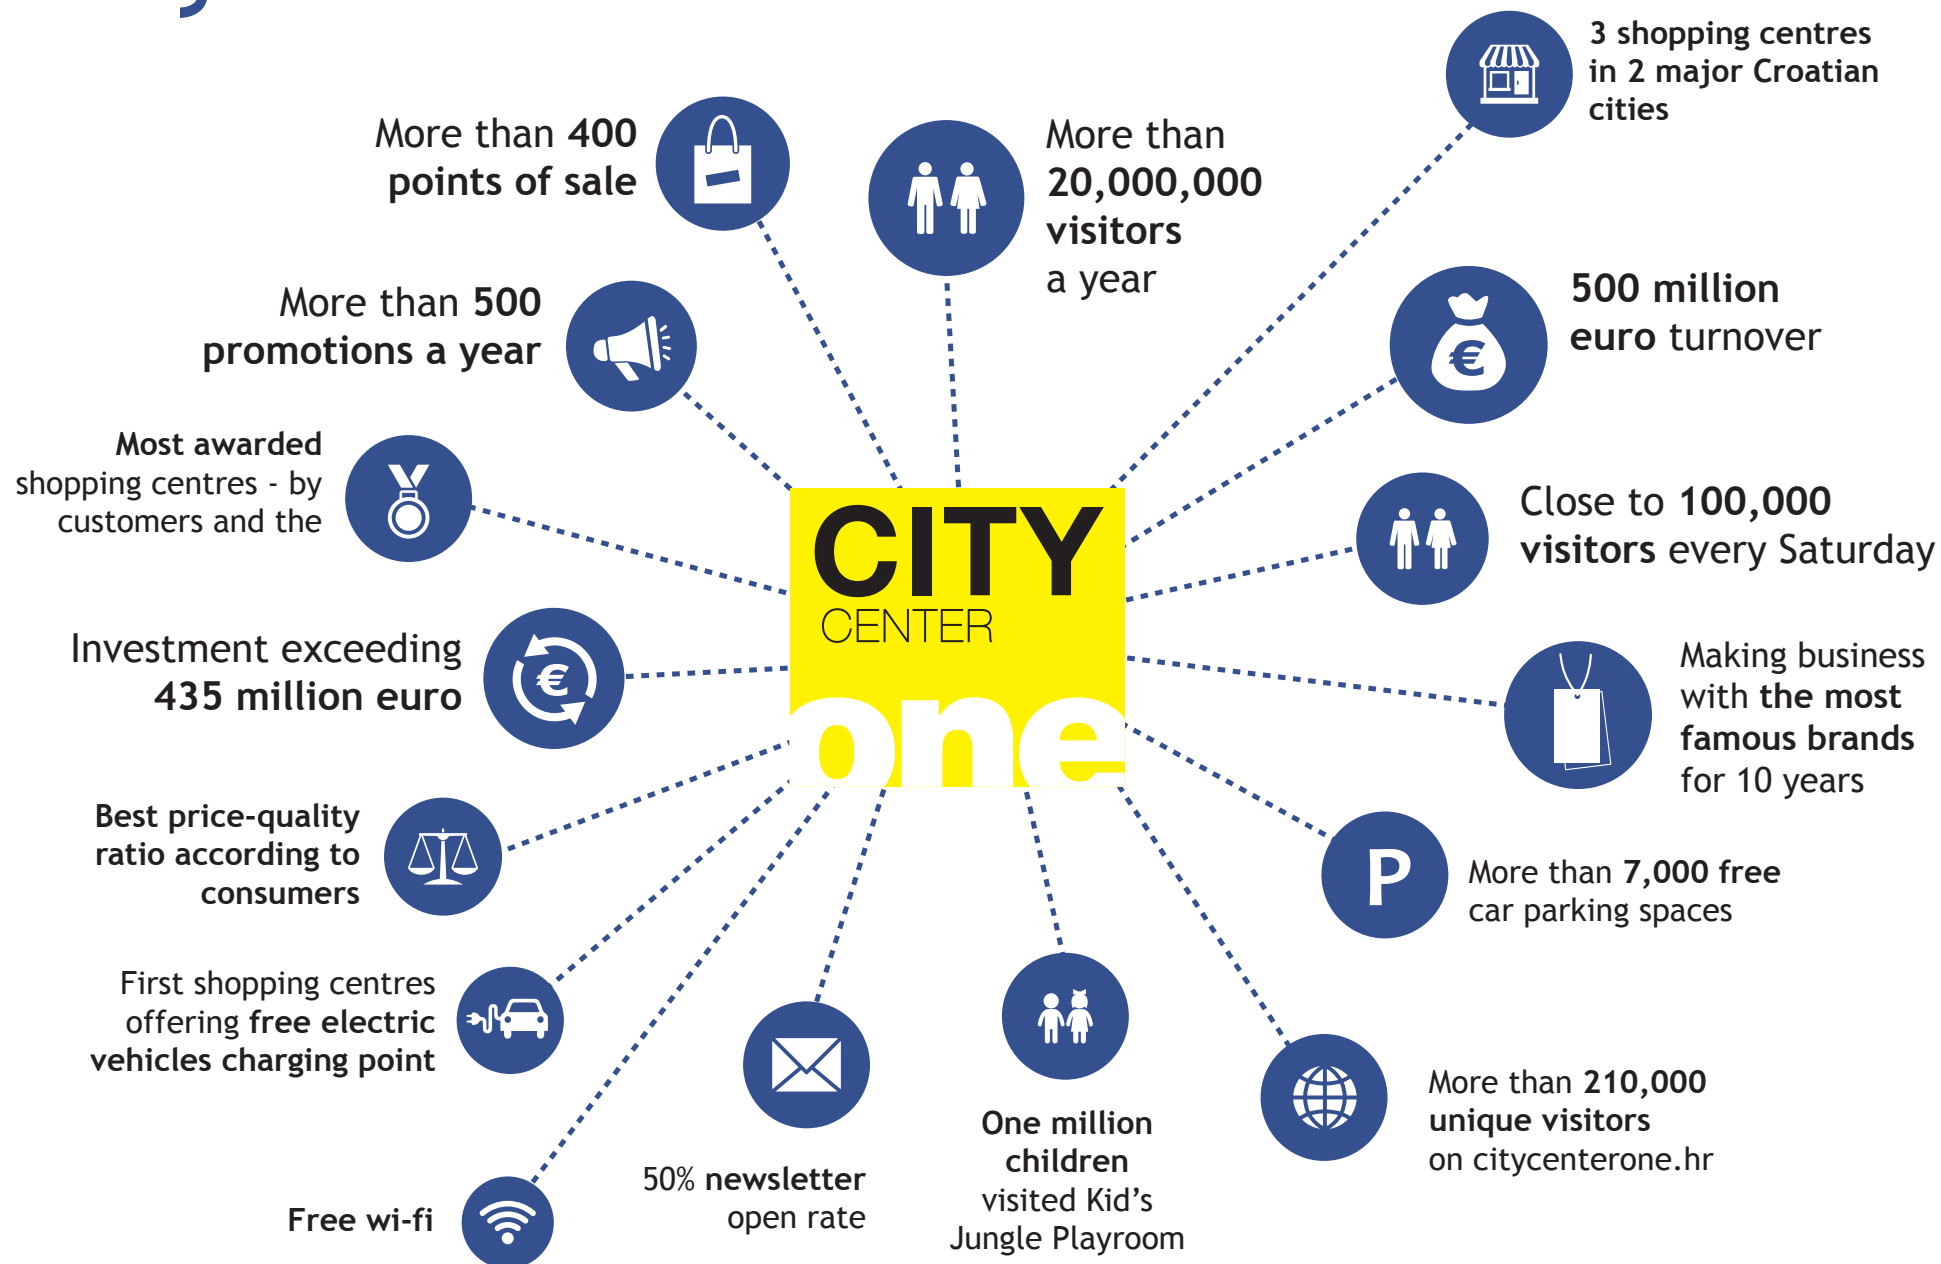 3 shopping centres
in 2 major Croatian
cities
More than 400
points of sale
More than
20,000,000
visitors
a year
More than 500
promotions a year
500 million
euro turnover
Most awarded
shopping centres - by
customers and the
Close to 100,000
visitors every Saturday
CITY
CENTER
one
Investment exceeding
435 million euro
Making business
with the most
famous brands
for 10 years
Best price-quality
ratio according to
consumers
P
More than 7,000 free
car parking spaces
First shopping centres
offering free electric
vehicles charging point
More than 210,000
unique visitors
on citycenterone.hr
One million
children
visited Kid’s
Jungle Playroom
50% newsletter
open rate
Free wi-fi